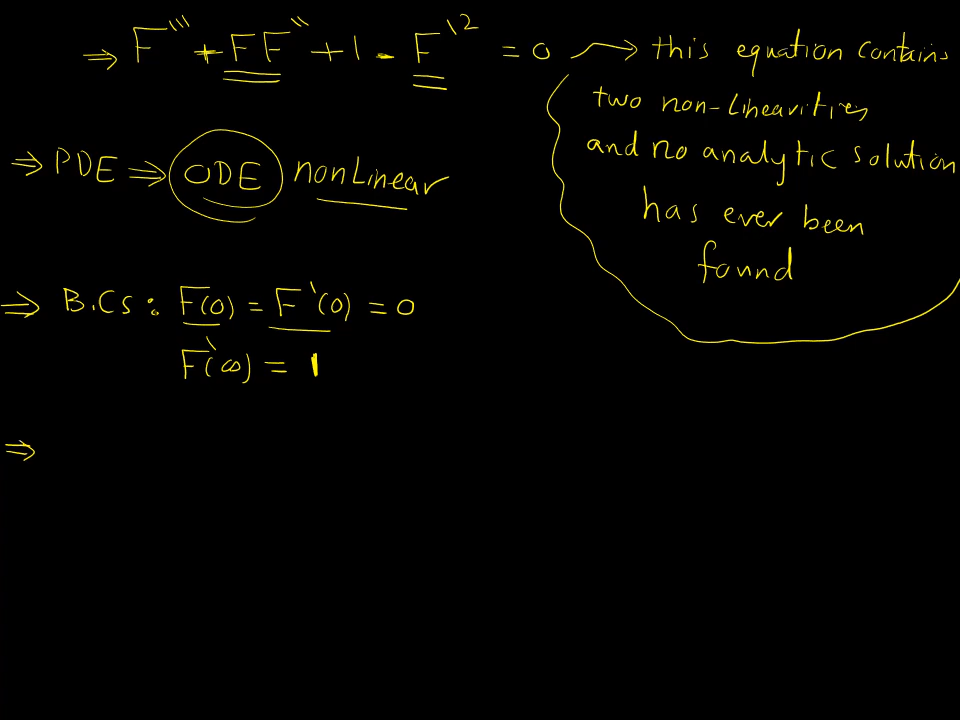 ⇒ F''' + FF'' + 1 - F'² = 0 → this equation contains
two non-Linearities
and no analytic solution
has ever been
found
⇒ PDE ⇒ ODE nonLinear
⇒ B.Cs : F(0) = F'(0) = 0
F'(∞) = 1
⇒